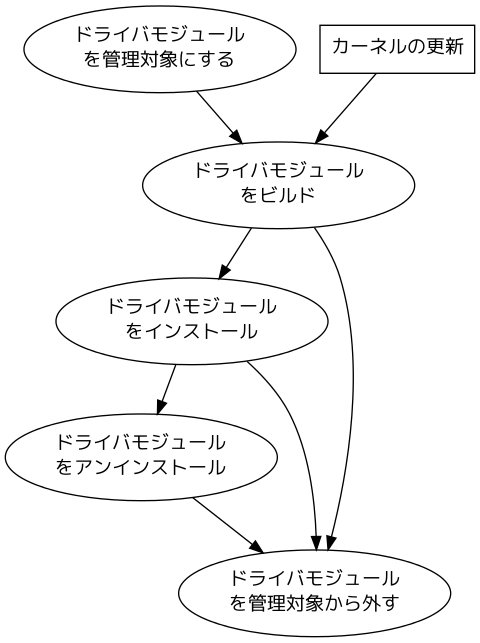 ドライバモジュール
を管理対象にする
カーネルの更新
ドライバモジュール
をビルド
ドライバモジュール
をインストール
ドライバモジュール
をアンインストール
ドライバモジュール
を管理対象から外す